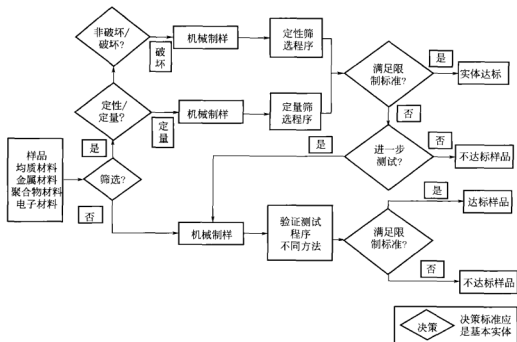 非破坏/
破坏?
破
坏
机械制样
定性筛
选程序
定性/
定量?
定
量
机械制样
定量筛
选程序
满足限
制标准?
是
实体达标
否
是
样品
均质材料
金属材料
聚合物材料
电子材料
筛选?
是
进一步
测试?
否
不达标样品
否
机械制样
验证测试
程序
不同方法
满足限
制标准?
是
达标样品
否
不达标样品
决策
决策标准应
是基本实体